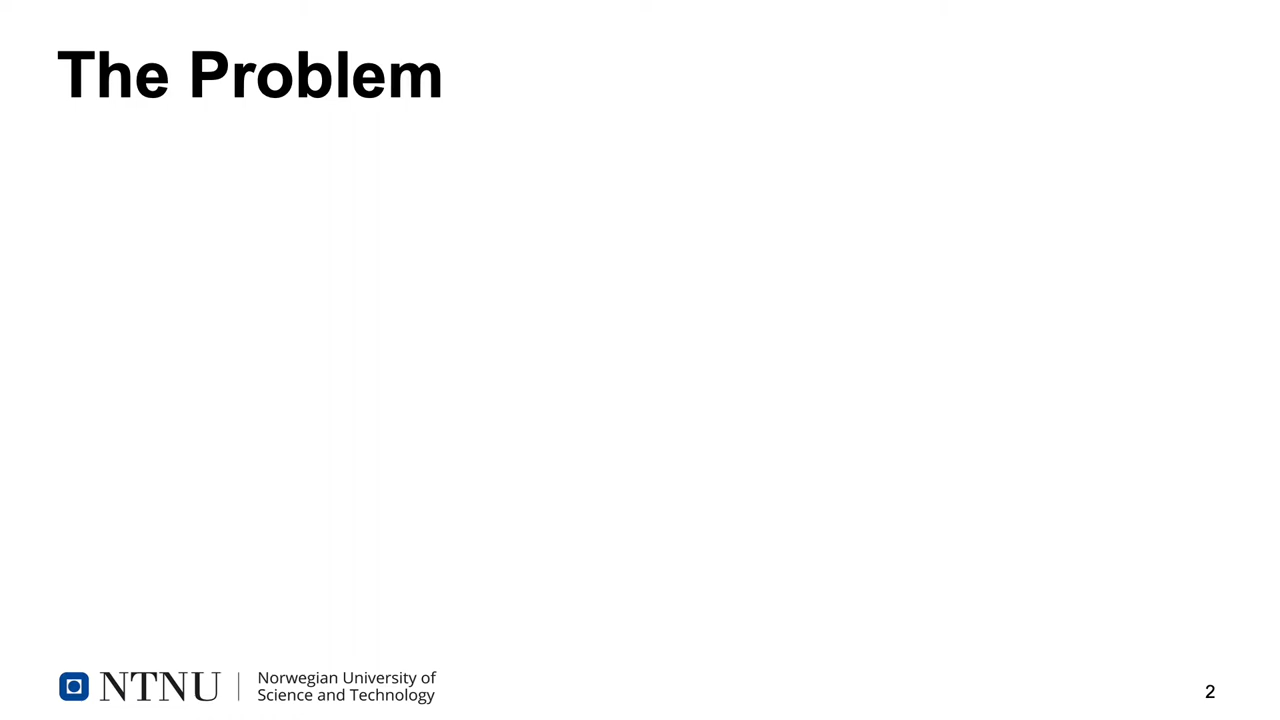 The Problem
NTNU
Norwegian University of
Science and Technology
2